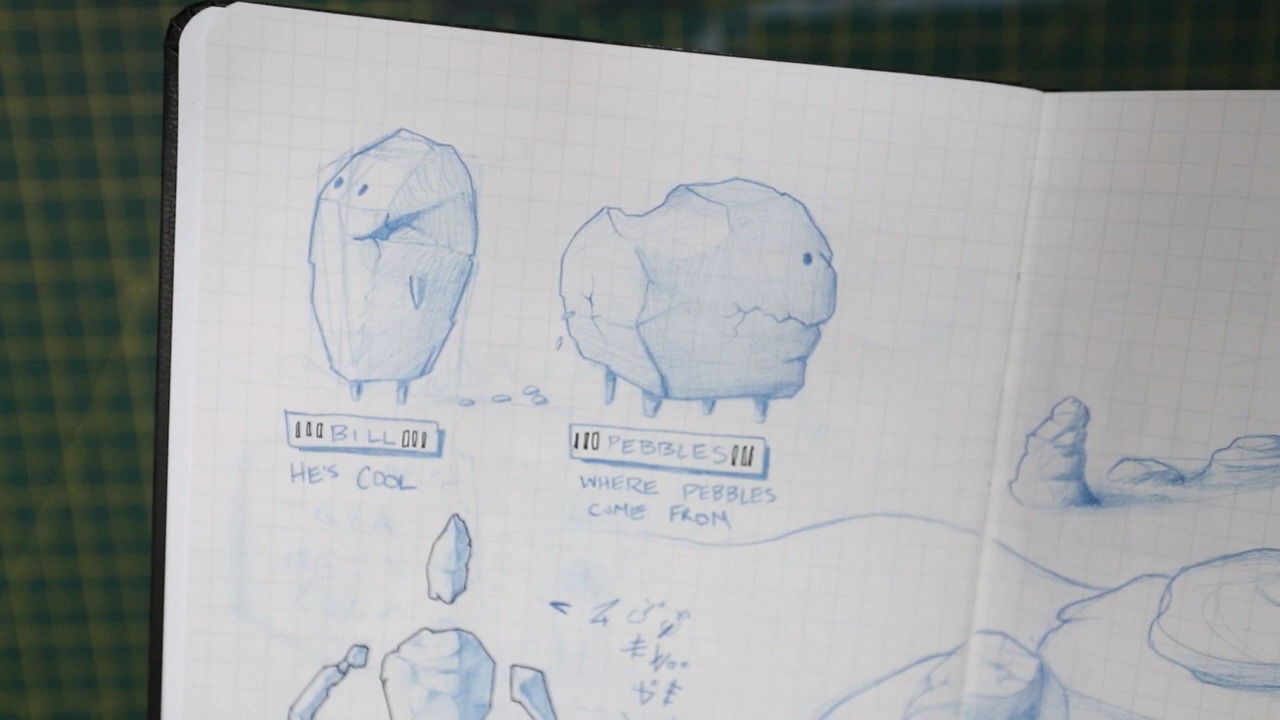 BILL
HE'S COOL
PEBBLES
WHERE PEBBLES
COME FROM